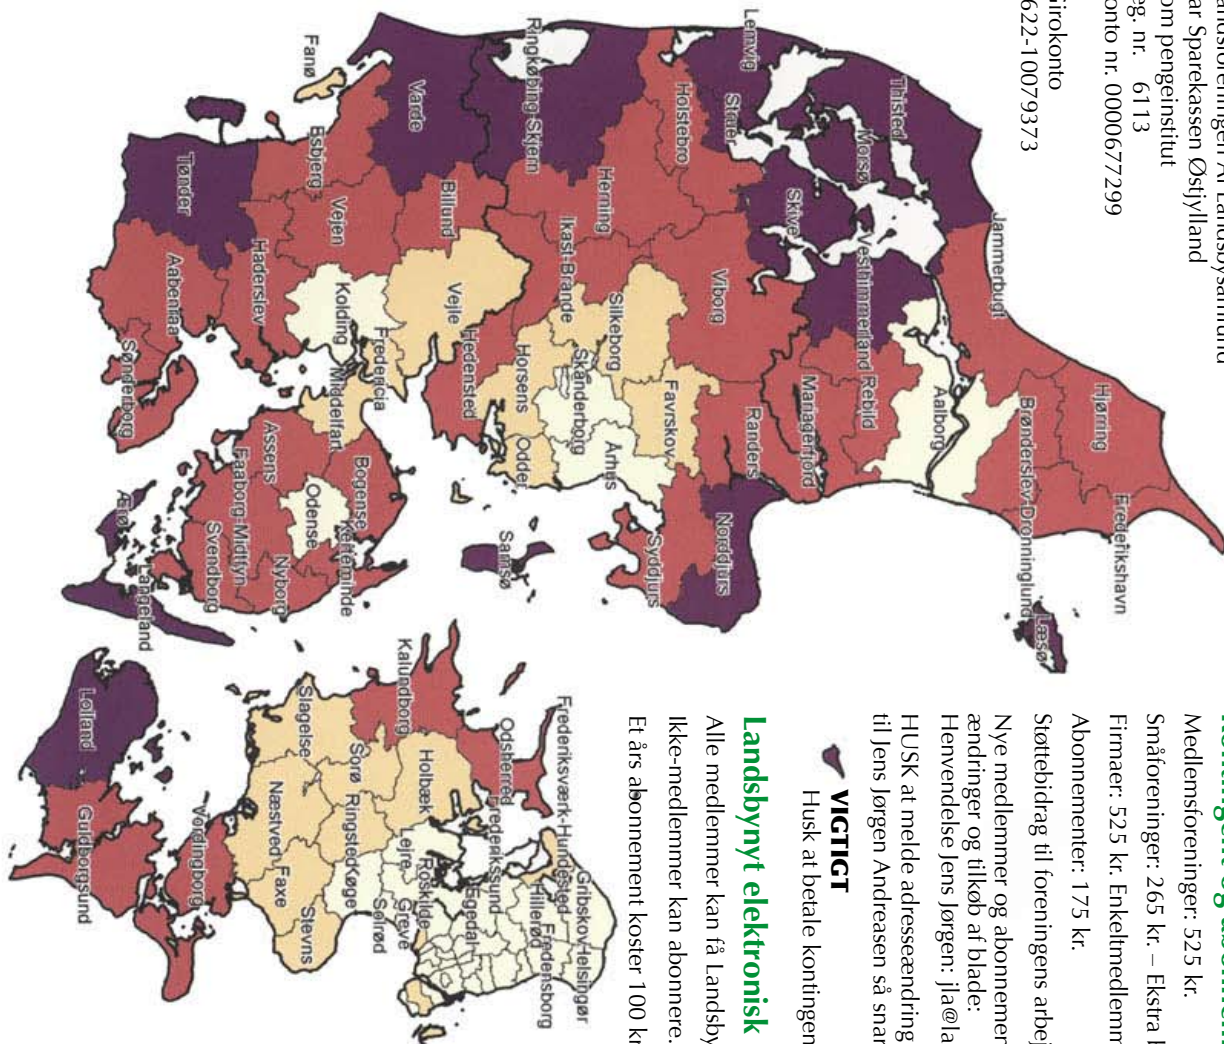 andsforeningen Af Landsbysamfund
ar Sparekassen Østjylland
om pengeinstitut
eg. nr. 6113
onto nr. 0000677299
irokonto
622-10079373
Medlemsforeninger: 525 kr.
Småforeninger: 265 kr. – Ekstra
Firmaer: 525 kr. Enkeltmedlemm
Abonnementer: 175 kr.
Støttebidrag til foreningens arbej
Nye medlemmer og abonnemen
ændringer og tilkøb af blade:
Henvendelse Jens Jørgen: jla@la
HUSK at melde adresseændring
til Jens Jørgen Andreasen så snar
VIGTIGT
Husk at betale kontingen
Landsbynyt elektronisk
Alle medlemmer kan få Landsby
Ikke-medlemmer kan abonnere.
Et års abonnement koster 100 kr
Frederikshavn
Hjørring
Brønderslev-Dronninglund
Læsø
Jammerbugt
Aalborg
Thisted
Morsø
Vesthimmerland
Rebild
Mariagerfjord
Skive
Lemvig
Struer
Holstebro
Viborg
Randers
Norddjurs
Syddjurs
Favrskov
Herning
Silkeborg
Århus
Ikast-Brande
Skanderborg
Ringkøbing-Skjern
Horsens
Odder
Samsø
Hedensted
Billund
Vejle
Varde
Fredericia
Vejen
Kolding
Middelfart
Esbjerg
Fanø
Haderslev
Tønder
Aabenraa
Sønderborg
Bogense
Kerteminde
Odense
Assens
Nyborg
Faaborg-Midtfyn
Svendborg
Langeland
Ærø
Gribskov
Helsingør
Frederiksværk-Hundested
Hillerød
Fredensborg
Odsherred
Frederikssund
Egedal
Kalundborg
Holbæk
Roskilde
Lejre
Greve
Solrød
Sorø
Ringsted
Køge
Slagelse
Næstved
Faxe
Stevns
Vordingborg
Lolland
Guldborgsund